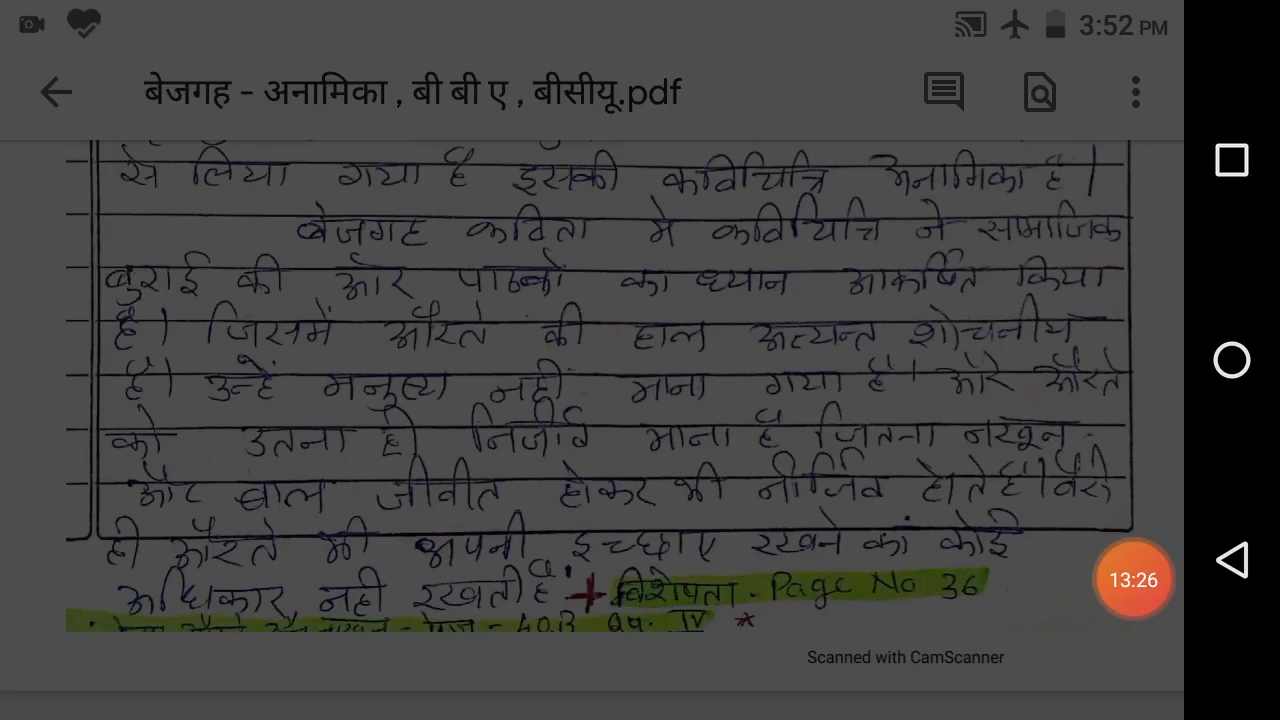 3:52 PM
बेजगह - अनामिका , बी बी ए , बीसीयू.pdf
से लिया गया है इसकी कवियित्रि अनामिका है।
बेजगह कविता मे कवियित्रि ने सामाजिक
बुराई की ओर पाठको का ध्यान आकर्षित किया
है। जिसमें औरते की हाल अत्यन्त शोचनीय
है। उन्हें मनुष्य नहीं माना गया है। और औरते
को उतना ही निर्जीव माना है जितना नाखून
और बाल जीवीत होकर भी नीर्जिव होते है। वैसे
ही औरते भी अपनी इच्छाए रखने का कोई
अधिकार नही रखती है। + विशेषता - Page No 36
13:26
Scanned with CamScanner